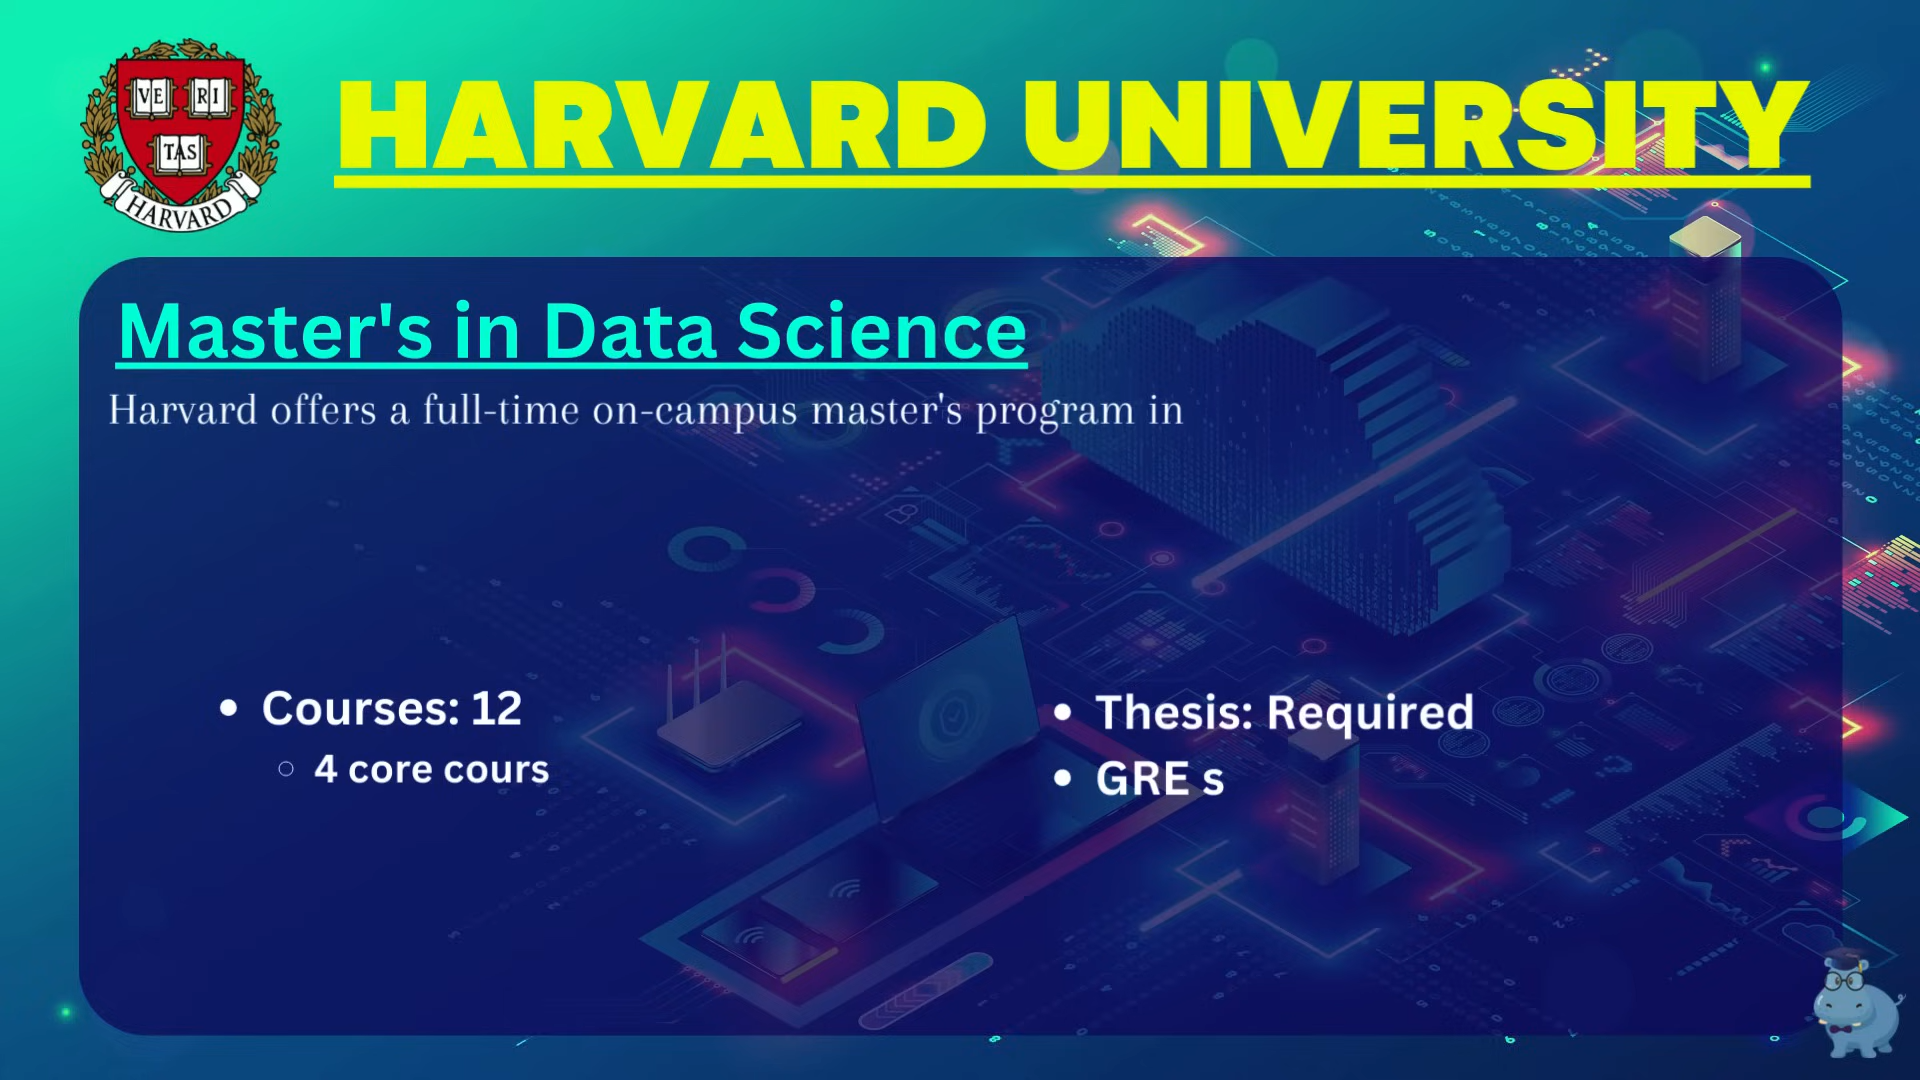 VE RI
TAS
HARVARD
HARVARD UNIVERSITY
Master's in Data Science
Harvard offers a full-time on-campus master's program in
Courses: 12
4 core cours
Thesis: Required
GRE s